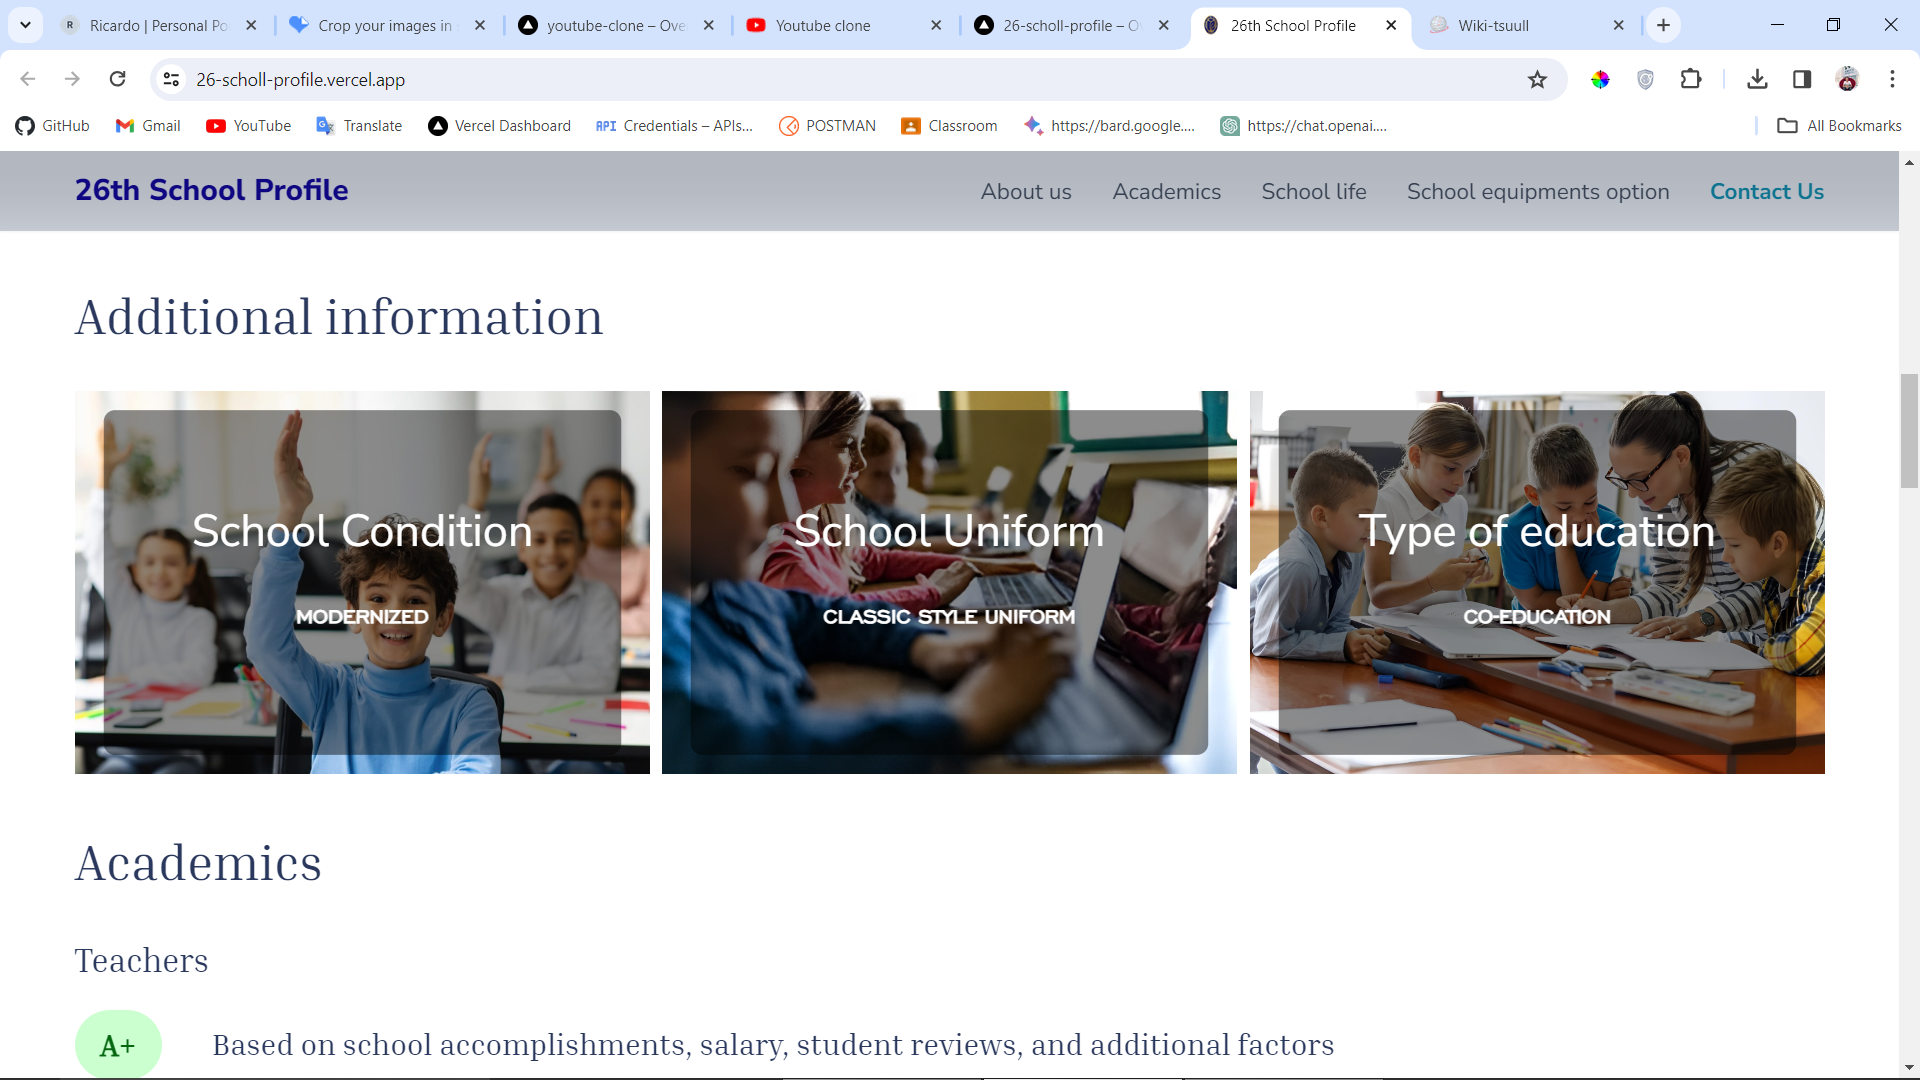 Ricardo | Personal Po
Crop your images in
youtube-clone – Ove
Youtube clone
26-scholl-profile – Ov
26th School Profile
Wiki-tsuull
26-scholl-profile.vercel.app
GitHub
Gmail
YouTube
Translate
Vercel Dashboard
API Credentials – APIs...
POSTMAN
Classroom
https://bard.google....
https://chat.openai....
All Bookmarks
26th School Profile
About us
Academics
School life
School equipments option
Contact Us
Additional information
School Condition
MODERNIZED
School Uniform
CLASSIC STYLE UNIFORM
Type of education
CO-EDUCATION
Academics
Teachers
A+
Based on school accomplishments, salary, student reviews, and additional factors